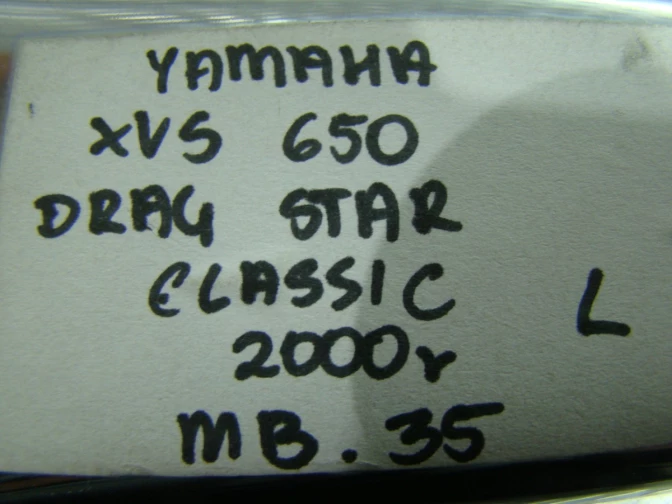 YAMAHA
XVS 650
DRAG STAR
CLASSIC L
2000r
MB.35